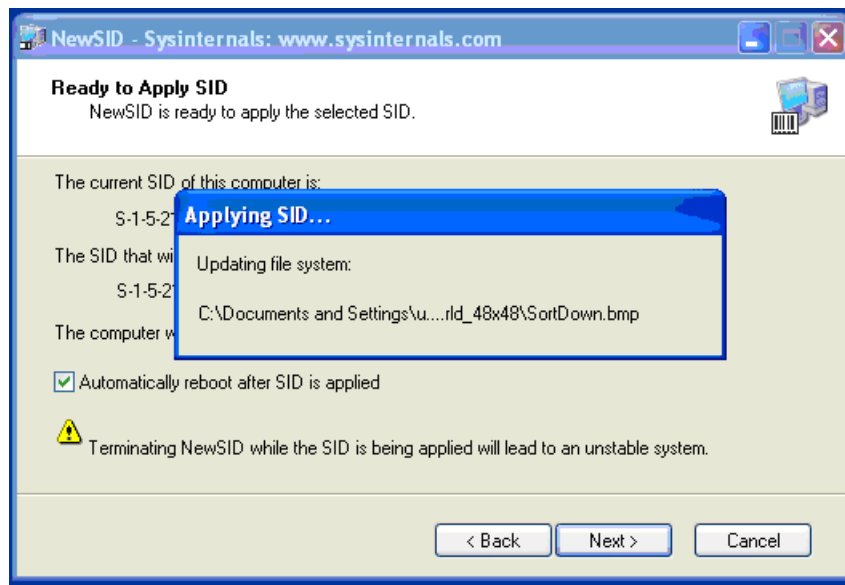 NewSID - Sysinternals: www.sysinternals.com
Ready to Apply SID
NewSID is ready to apply the selected SID.
The current SID of this computer is:
S-1-5-2
Applying SID...
The SID that wi
Updating file system:
S-1-5-2
C:\Documents and Settings\u....rld_48x48\SortDown.bmp
The computer w
Automatically reboot after SID is applied
Terminating NewSID while the SID is being applied will lead to an unstable system.
< Back Next > Cancel